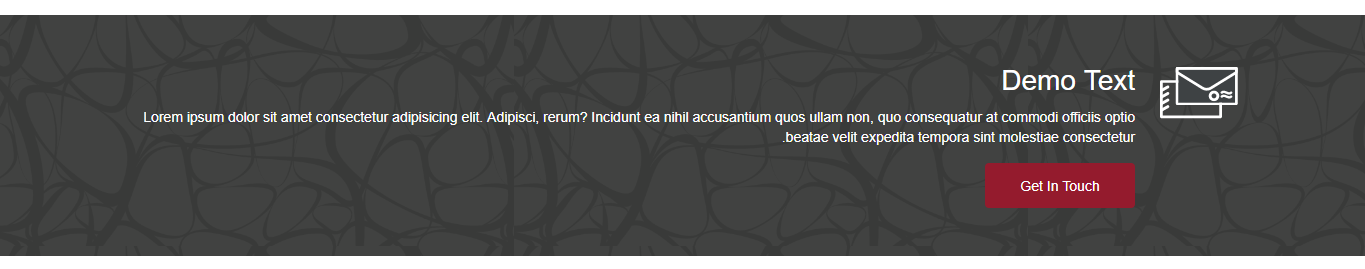 Demo Text
Lorem ipsum dolor sit amet consectetur adipisicing elit. Adipisci, rerum? Incidunt ea nihil accusantium quos ullam non, quo consequatur at commodi officiis optio
.beatae velit expedita tempora sint molestiae consectetur
Get In Touch